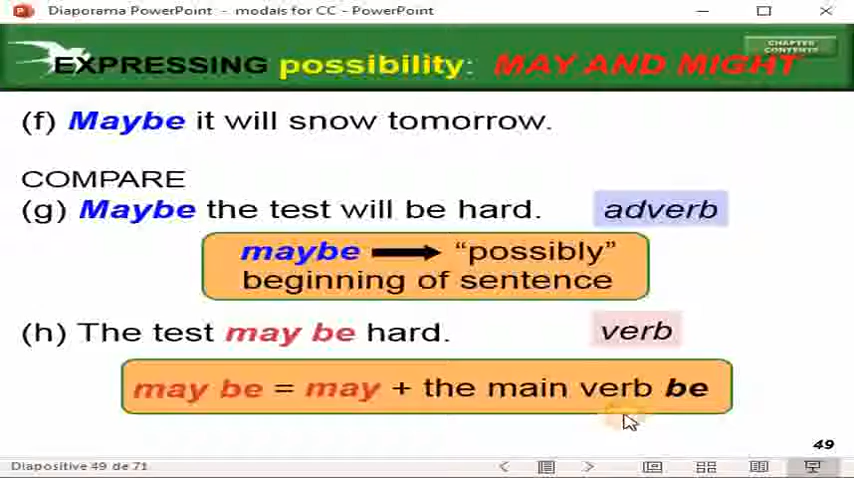 Diaporama PowerPoint - modals for CC - PowerPoint
CHAPTER
CONTENTS
EXPRESSING possibility: MAY AND MIGHT
(f) Maybe it will snow tomorrow.
COMPARE
(g) Maybe the test will be hard. adverb
maybe → “possibly”
beginning of sentence
(h) The test may be hard. verb
may be = may + the main verb be
49
Diapositive 49 de 71